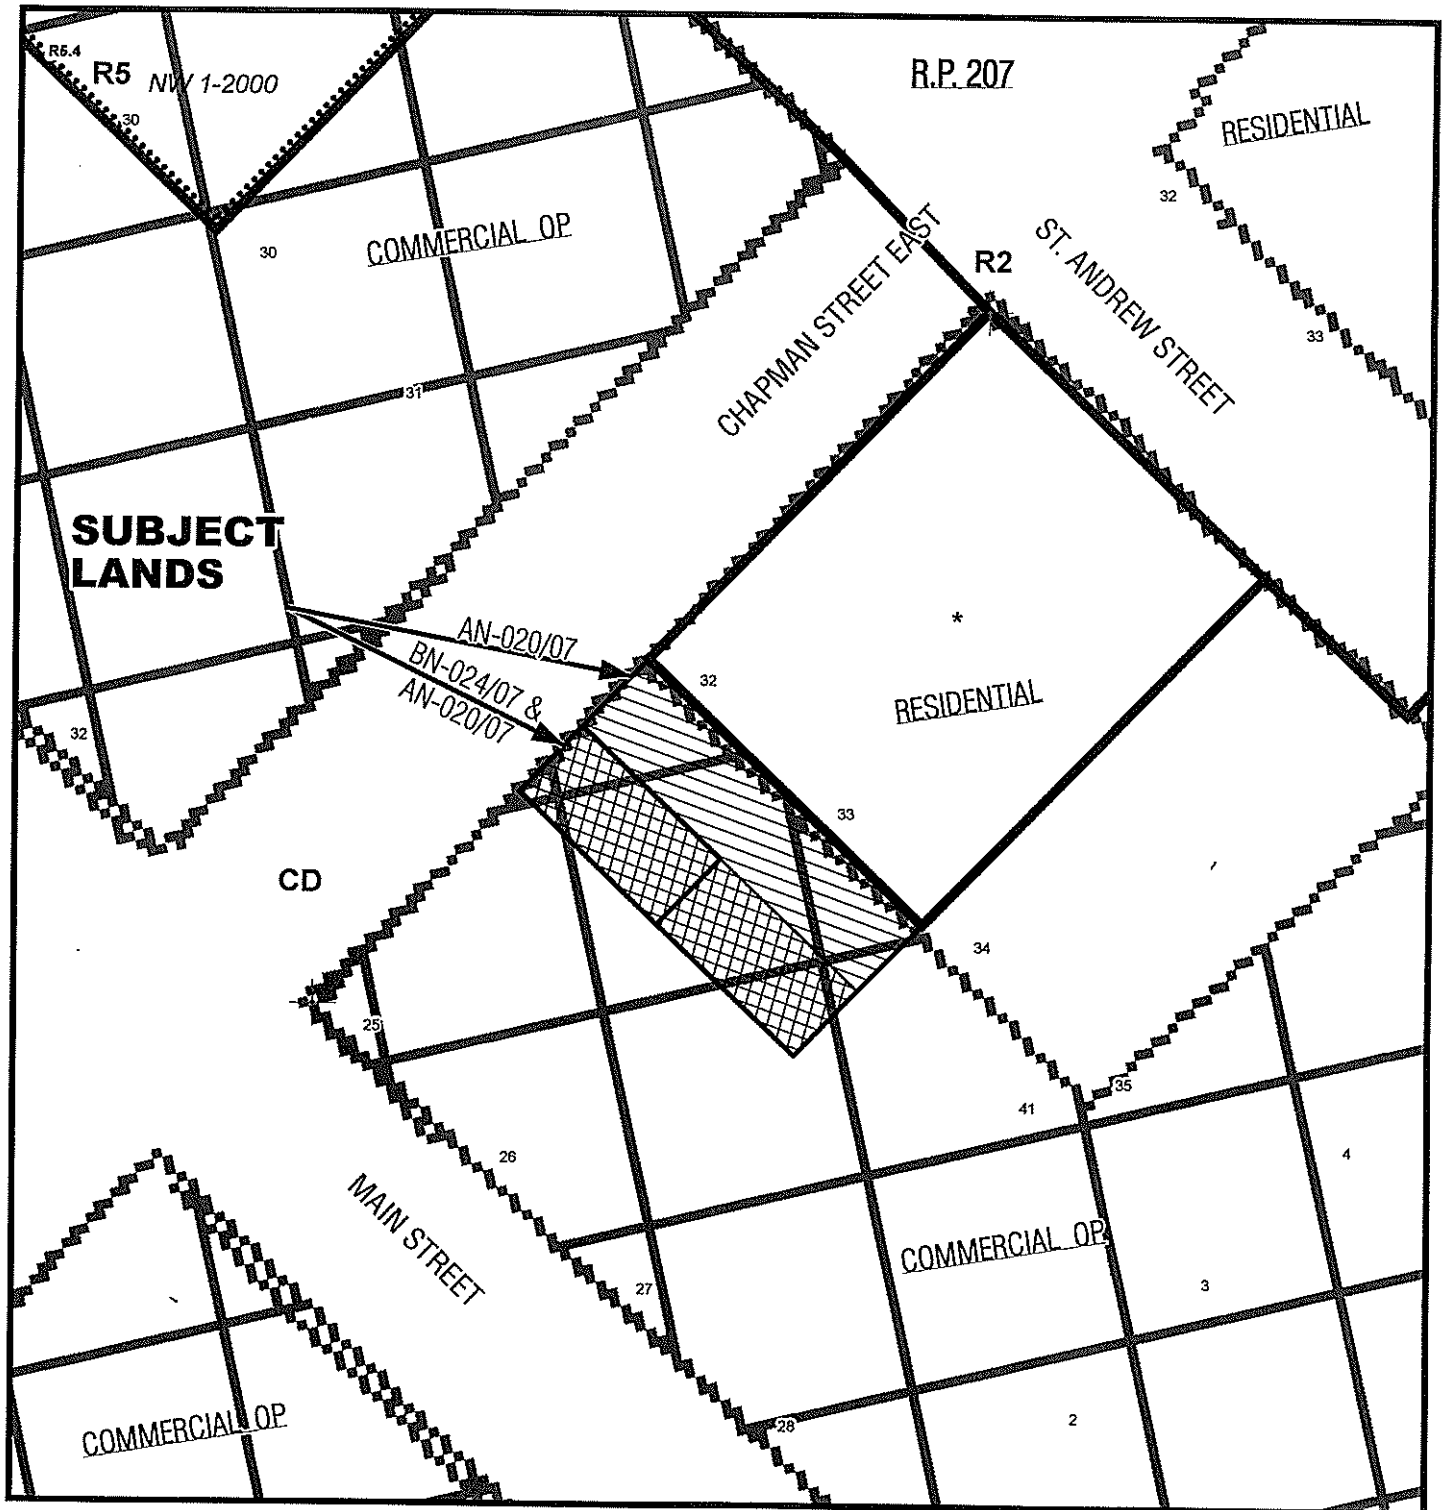 R5.4
R5
NW 1-2000
30
R.P. 207
RESIDENTIAL
32
30
COMMERCIAL OP
CHAPMAN STREET EAST
R2
ST. ANDREW STREET
33
31
SUBJECT
LANDS
AN-020/07
BN-024/07 &
AN-020/07
*
RESIDENTIAL
32
32
33
CD
34
25
35
41
4
26
MAIN STREET
COMMERCIAL OP
27
3
28
2
COMMERCIAL OP